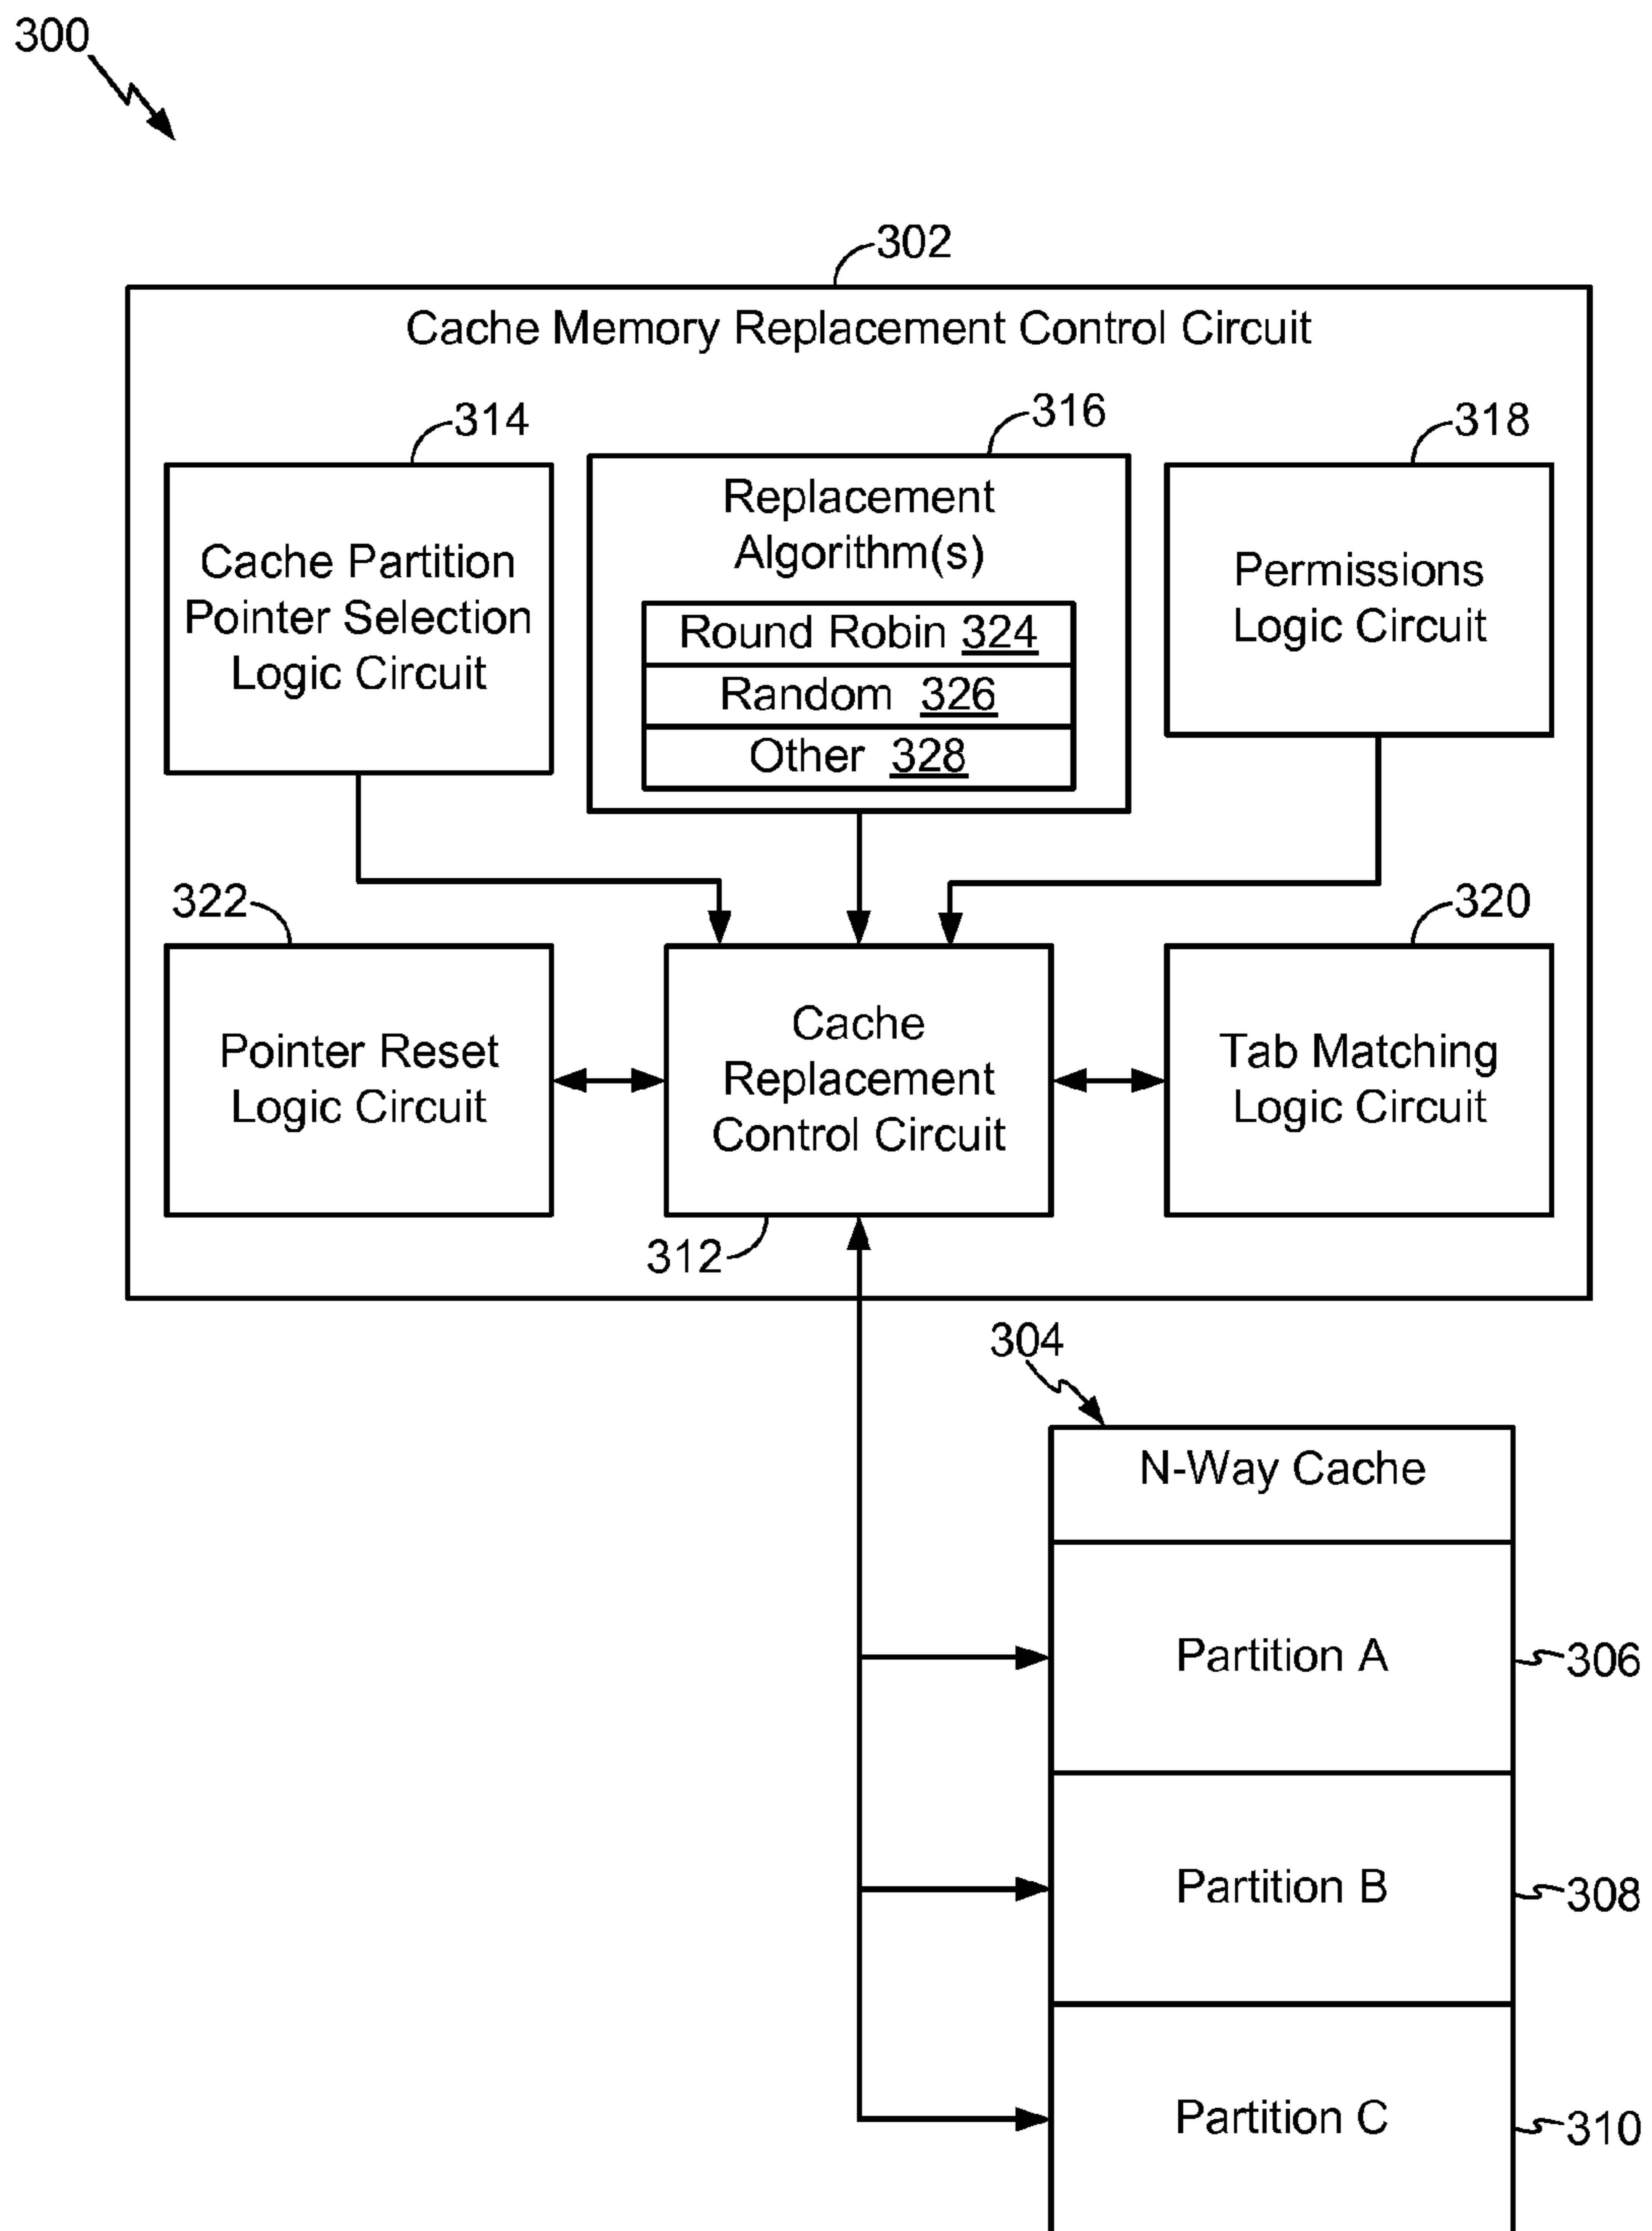 300
302
Cache Memory Replacement Control Circuit
314
316
318
Cache Partition
Pointer Selection
Logic Circuit
Replacement
Algorithm(s)
Round Robin 324
Random 326
Other 328
Permissions
Logic Circuit
322
320
Pointer Reset
Logic Circuit
Cache
Replacement
Control Circuit
Tab Matching
Logic Circuit
312
304
N-Way Cache
Partition A
306
Partition B
308
Partition C
310